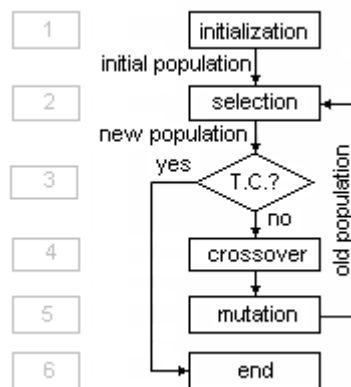 1
initialization
initial population
2
selection
new population
yes
3
T.C.?
no
old population
4
crossover
5
mutation
6
end